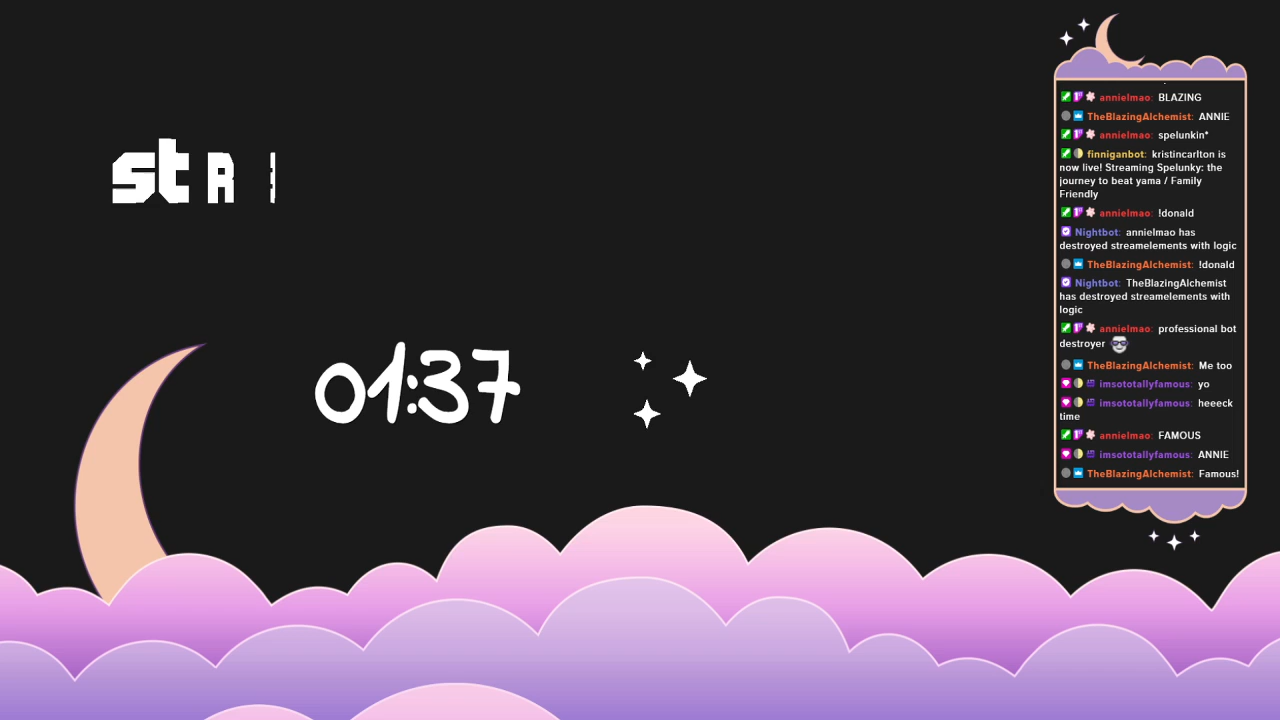 stR
01:37
annielmao: BLAZING
TheBlazingAlchemist: ANNIE
annielmao: spelunkin*
finniganbot: kristincarlton is
now live! Streaming Spelunky: the
journey to beat yama / Family
Friendly
annielmao: !donald
Nightbot: annielmao has
destroyed streamelements with logic
TheBlazingAlchemist: !donald
Nightbot: TheBlazingAlchemist
has destroyed streamelements with
logic
annielmao: professional bot
destroyer
TheBlazingAlchemist: Me too
imsototallyfamous: yo
imsototallyfamous: heeeck
time
annielmao: FAMOUS
imsototallyfamous: ANNIE
TheBlazingAlchemist: Famous!